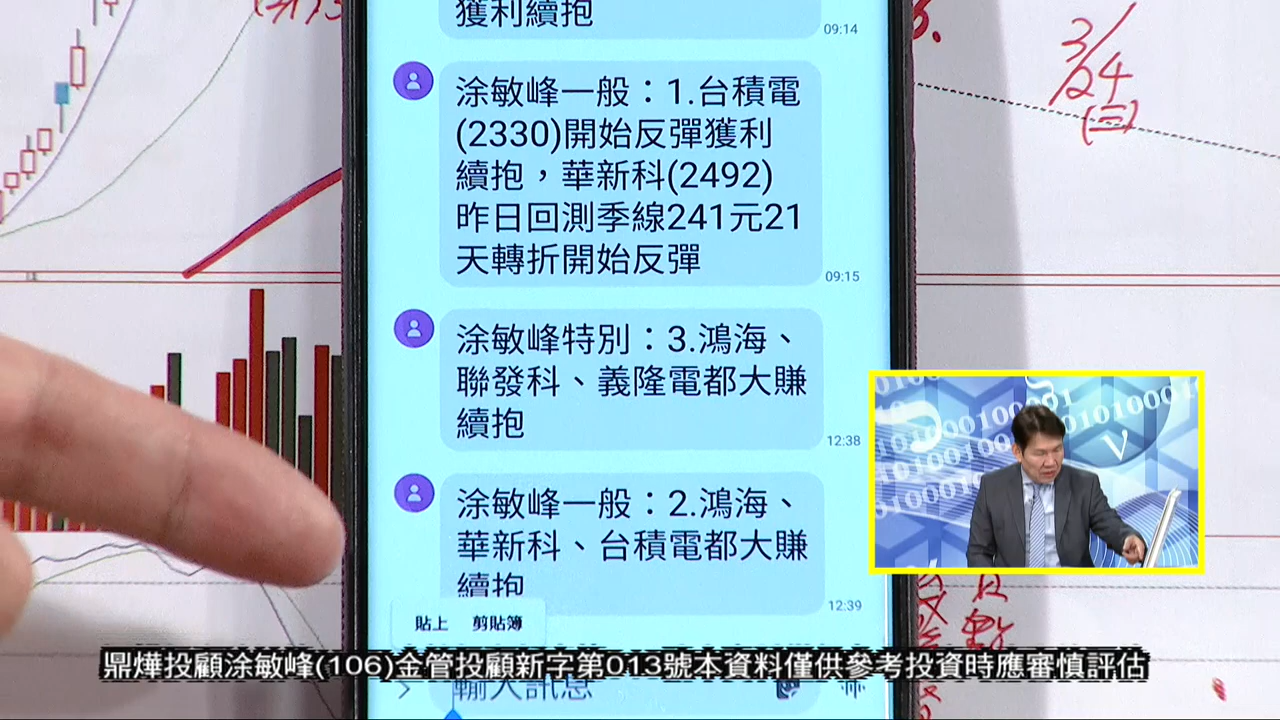 獲利續抱
09:14
涂敏峰一般：1.台積電
(2330)開始反彈獲利
續抱，華新科(2492)
昨日回測季線241元21
天轉折開始反彈
09:15
涂敏峰特別：3.鴻海、
聯發科、義隆電都大賺
續抱
12:38
涂敏峰一般：2.鴻海、
華新科、台積電都大賺
續抱
12:39
貼上 剪貼簿
輸入訊息
3/24
(三)
鼎燁投顧涂敏峰(106)金管投顧新字第013號本資料僅供參考投資時應審慎評估